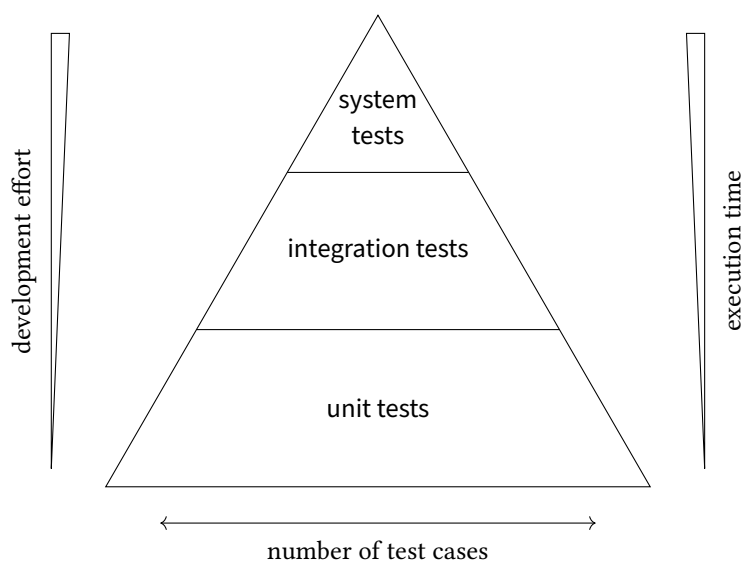 system
tests
development effort
execution time
integration tests
unit tests
number of test cases